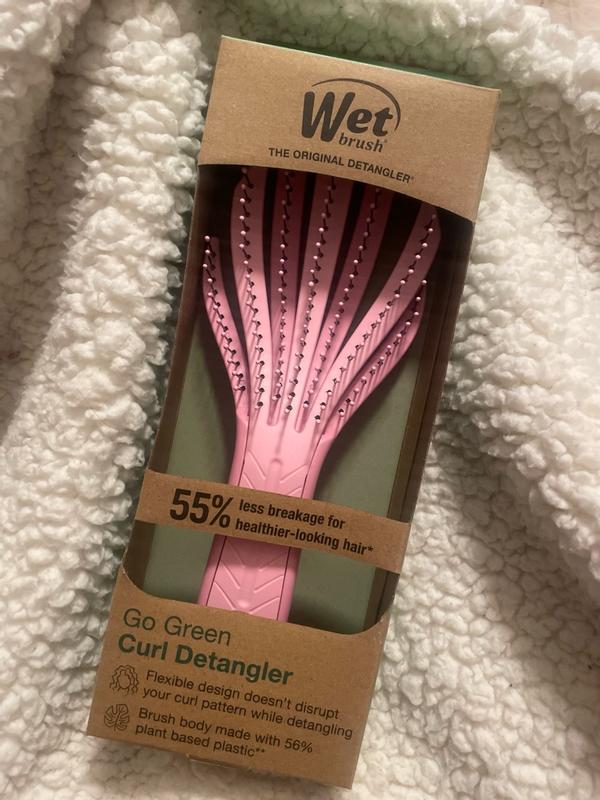 Wet
brush®
THE ORIGINAL DETANGLER®
55% less breakage for
healthier-looking hair*
Go Green
Curl Detangler
Flexible design doesn't disrupt
your curl pattern while detangling
Brush body made with 56%
plant based plastic**